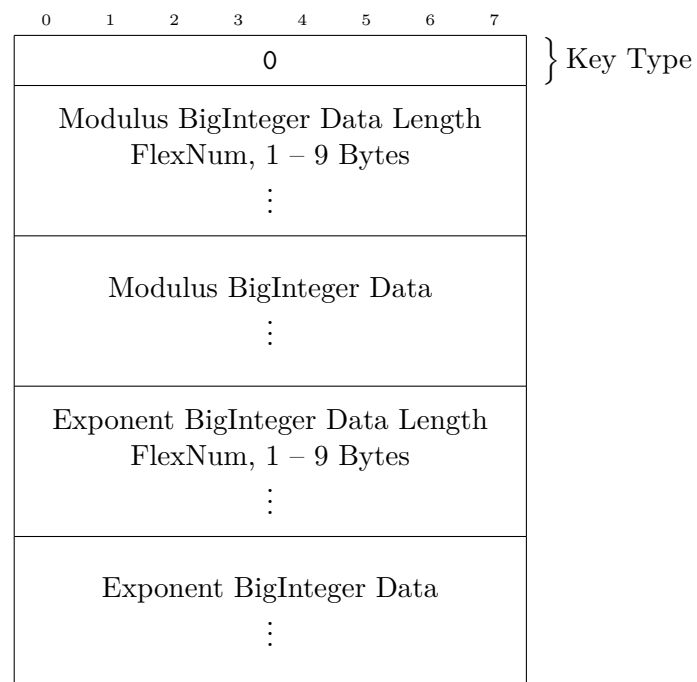 0 1 2 3 4 5 6 7
0
Key Type
Modulus BigInteger Data Length
FlexNum, 1 – 9 Bytes
⋮
Modulus BigInteger Data
⋮
Exponent BigInteger Data Length
FlexNum, 1 – 9 Bytes
⋮
Exponent BigInteger Data
⋮